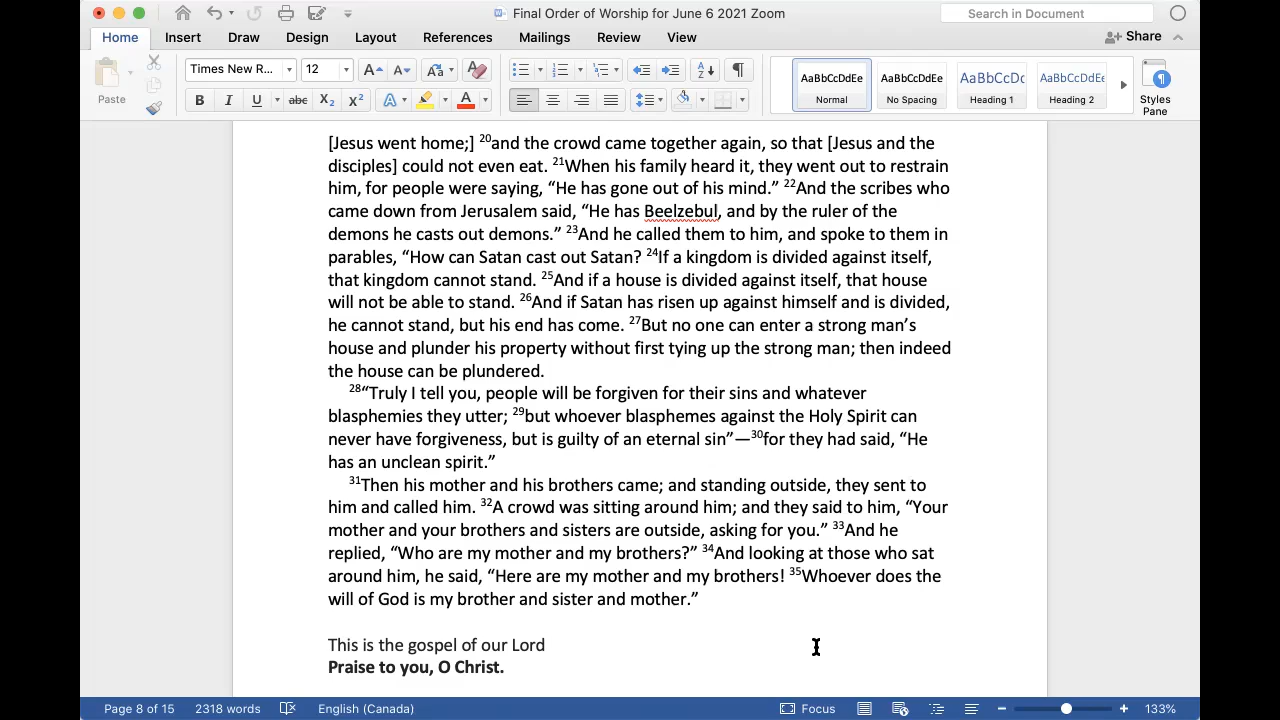 Final Order of Worship for June 6 2021 Zoom
Search in Document
Home Insert Draw Design Layout References Mailings Review View Share
Paste
Times New R... 12
AaBbCcDdEe AaBbCcDdEe AaBbCcDc AaBbCcDdEe
Normal No Spacing Heading 1 Heading 2
Styles
Pane
B I U abc X₂ X² A A
[Jesus went home;] ²⁰and the crowd came together again, so that [Jesus and the
disciples] could not even eat. ²¹When his family heard it, they went out to restrain
him, for people were saying, “He has gone out of his mind.” ²²And the scribes who
came down from Jerusalem said, “He has Beelzebul, and by the ruler of the
demons he casts out demons.” ²³And he called them to him, and spoke to them in
parables, “How can Satan cast out Satan? ²⁴If a kingdom is divided against itself,
that kingdom cannot stand. ²⁵And if a house is divided against itself, that house
will not be able to stand. ²⁶And if Satan has risen up against himself and is divided,
he cannot stand, but his end has come. ²⁷But no one can enter a strong man’s
house and plunder his property without first tying up the strong man; then indeed
the house can be plundered.
²⁸“Truly I tell you, people will be forgiven for their sins and whatever
blasphemies they utter; ²⁹but whoever blasphemes against the Holy Spirit can
never have forgiveness, but is guilty of an eternal sin”—³⁰for they had said, “He
has an unclean spirit.”
³¹Then his mother and his brothers came; and standing outside, they sent to
him and called him. ³²A crowd was sitting around him; and they said to him, “Your
mother and your brothers and sisters are outside, asking for you.” ³³And he
replied, “Who are my mother and my brothers?” ³⁴And looking at those who sat
around him, he said, “Here are my mother and my brothers! ³⁵Whoever does the
will of God is my brother and sister and mother.”
This is the gospel of our Lord
Praise to you, O Christ.
Page 8 of 15 2318 words English (Canada) Focus 133%